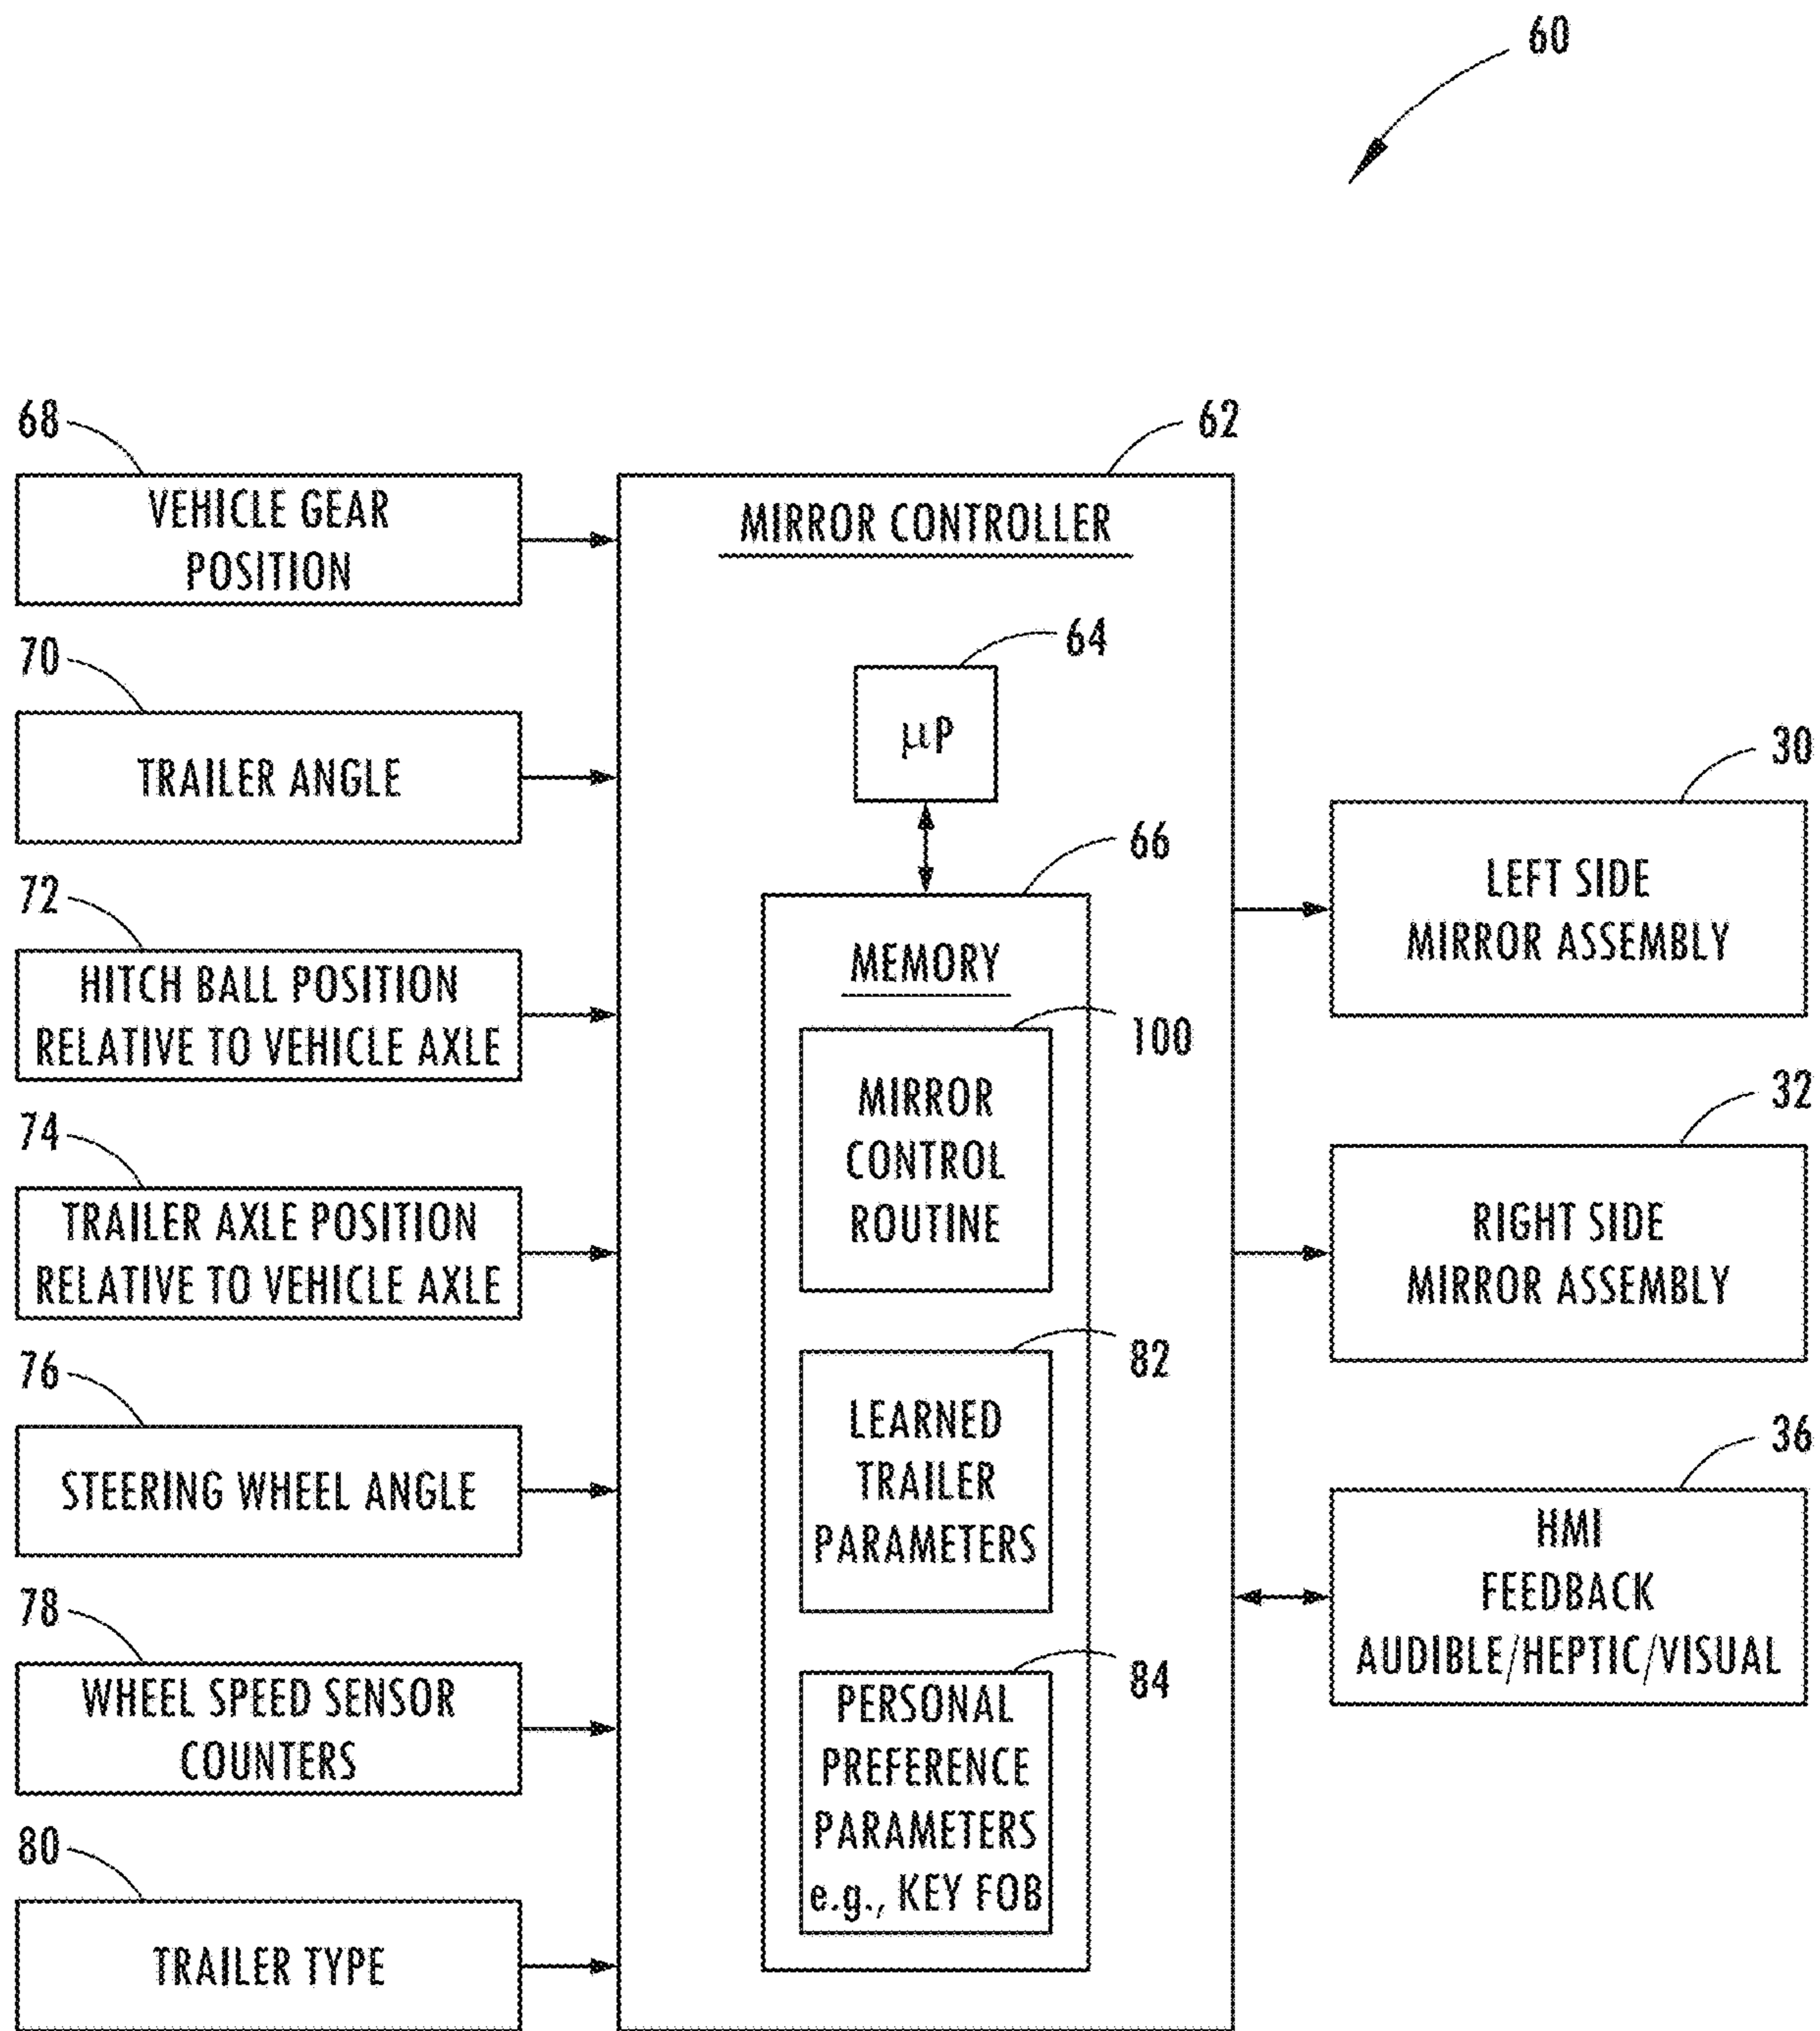 60
68
VEHICLE GEAR
POSITION
70
TRAILER ANGLE
72
HITCH BALL POSITION
RELATIVE TO VEHICLE AXLE
74
TRAILER AXLE POSITION
RELATIVE TO VEHICLE AXLE
76
STEERING WHEEL ANGLE
78
WHEEL SPEED SENSOR
COUNTERS
80
TRAILER TYPE
62
MIRROR CONTROLLER
64
μP
66
MEMORY
100
MIRROR
CONTROL
ROUTINE
82
LEARNED
TRAILER
PARAMETERS
84
PERSONAL
PREFERENCE
PARAMETERS
e.g., KEY FOB
30
LEFT SIDE
MIRROR ASSEMBLY
32
RIGHT SIDE
MIRROR ASSEMBLY
36
HMI
FEEDBACK
AUDIBLE/HEPTIC/VISUAL